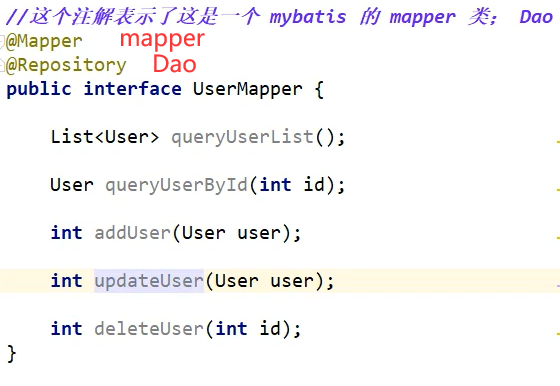 //这个注解表示了这是一个 mybatis 的 mapper 类； Dao
@Mapper mapper
@Repository Dao
public interface UserMapper {
List<User> queryUserList();
User queryUserById(int id);
int addUser(User user);
int updateUser(User user);
int deleteUser(int id);
}